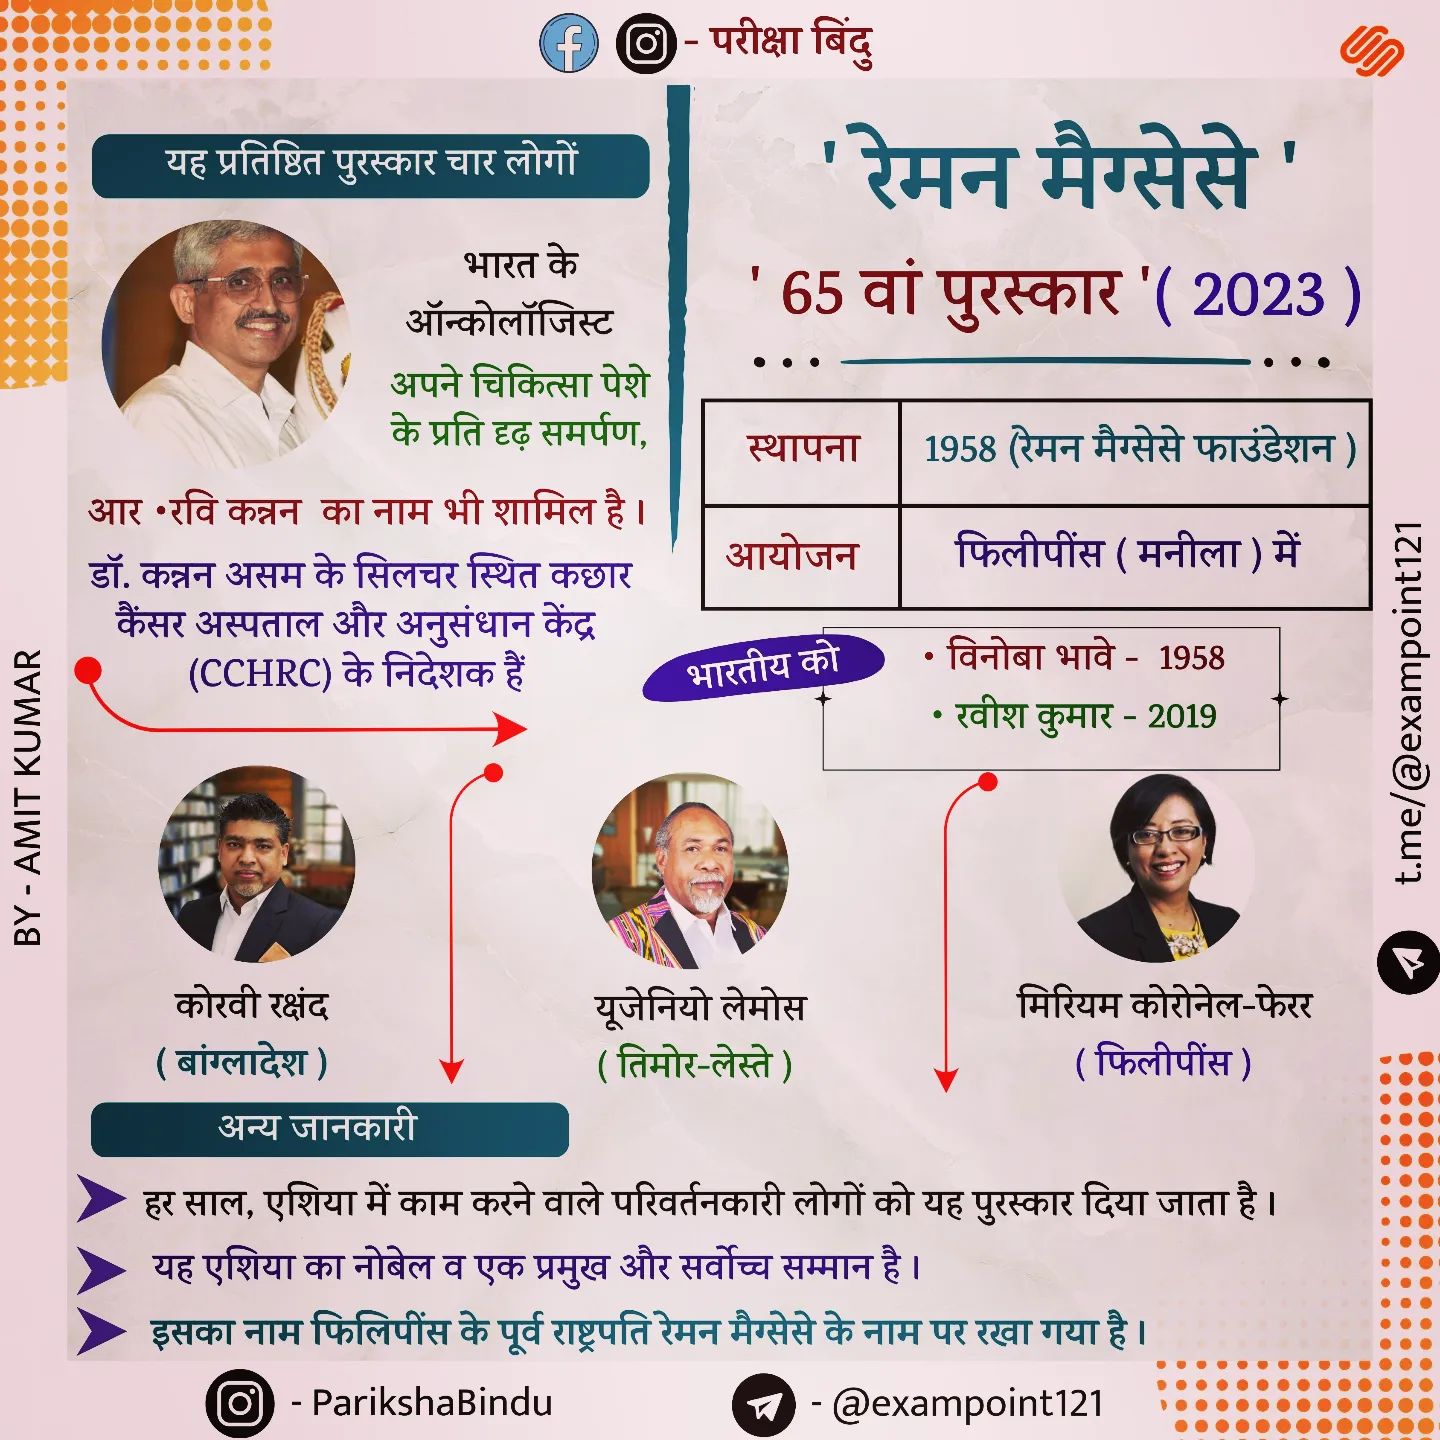 - परीक्षा बिंदु
यह प्रतिष्ठित पुरस्कार चार लोगों
भारत के
ऑन्कोलॉजिस्ट
अपने चिकित्सा पेशे
के प्रति दृढ़ समर्पण,
आर •रवि कन्नन का नाम भी शामिल है ।
डॉ. कन्नन असम के सिलचर स्थित कछार
कैंसर अस्पताल और अनुसंधान केंद्र
(CCHRC) के निदेशक हैं
' रेमन मैग्सेसे '
' 65 वां पुरस्कार '( 2023 )
स्थापना 1958 (रेमन मैग्सेसे फाउंडेशन )
आयोजन फिलीपींस ( मनीला ) में
भारतीय को
• विनोबा भावे - 1958
• रवीश कुमार - 2019
कोरवी रक्षंद
( बांग्लादेश )
यूजेनियो लेमोस
( तिमोर-लेस्ते )
मिरियम कोरोनेल-फेरर
( फिलीपींस )
अन्य जानकारी
हर साल, एशिया में काम करने वाले परिवर्तनकारी लोगों को यह पुरस्कार दिया जाता है ।
यह एशिया का नोबेल व एक प्रमुख और सर्वोच्च सम्मान है ।
इसका नाम फिलिपींस के पूर्व राष्ट्रपति रेमन मैग्सेसे के नाम पर रखा गया है ।
- ParikshaBindu
- @exampoint121
BY - AMIT KUMAR
t.me/@exampoint121